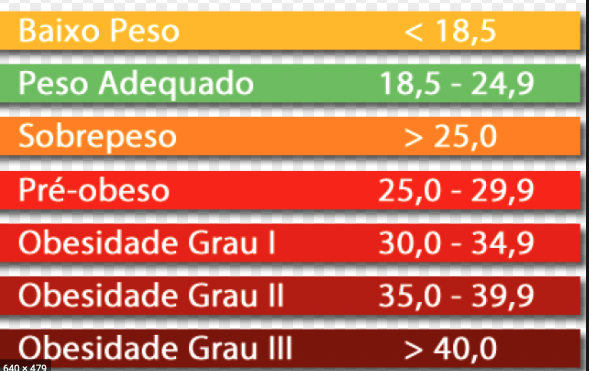 Baixo Peso < 18,5
Peso Adequado 18,5 - 24,9
Sobrepeso > 25,0
Pré-obeso 25,0 - 29,9
Obesidade Grau I 30,0 - 34,9
Obesidade Grau II 35,0 - 39,9
Obesidade Grau III > 40,0
640 × 479